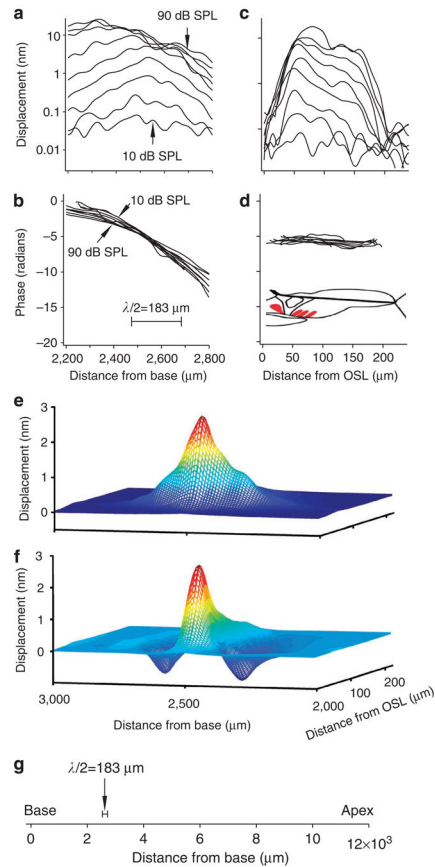 a
c
10
1
0.1
0.01
Displacement (nm)
90 dB SPL
10 dB SPL
b
d
0
−5
−10
−15
−20
Phase (radians)
10 dB SPL
90 dB SPL
λ/2=183 μm
2,200 2,400 2,600 2,800
Distance from base (μm)
0 50 100 150 200
Distance from OSL (μm)
e
3
2
1
0
Displacement (nm)
f
3
2
1
0
Displacement (nm)
3,000
2,500
2,000
Distance from base (μm)
100
200
Distance from OSL (μm)
g
λ/2=183 μm
Base
Apex
0 2 4 6 8 10 12×10³
Distance from base (μm)